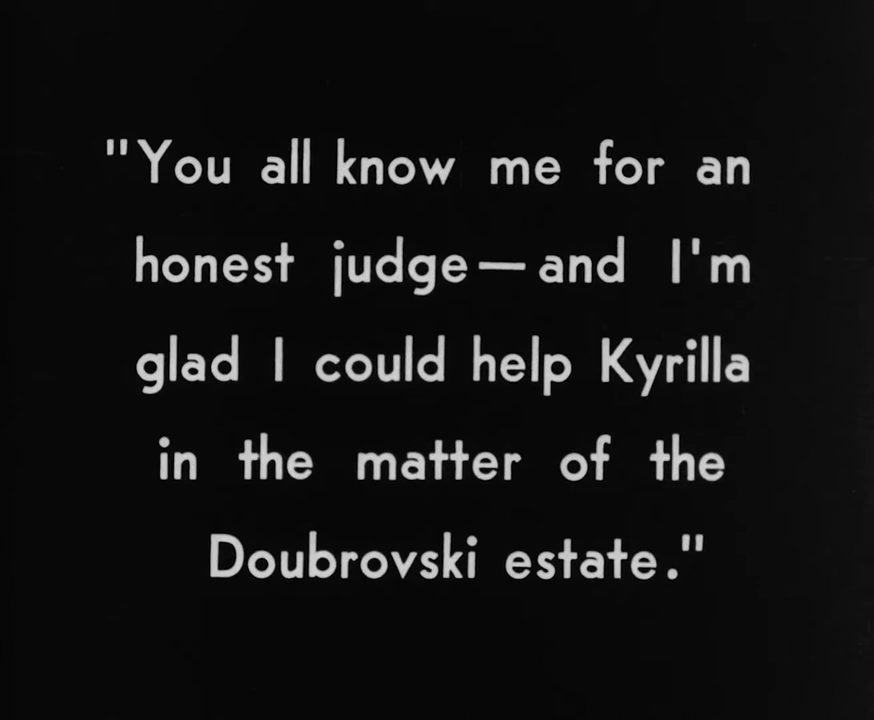 "You all know me for an
honest judge—and I'm
glad I could help Kyrilla
in the matter of the
Doubrovski estate."